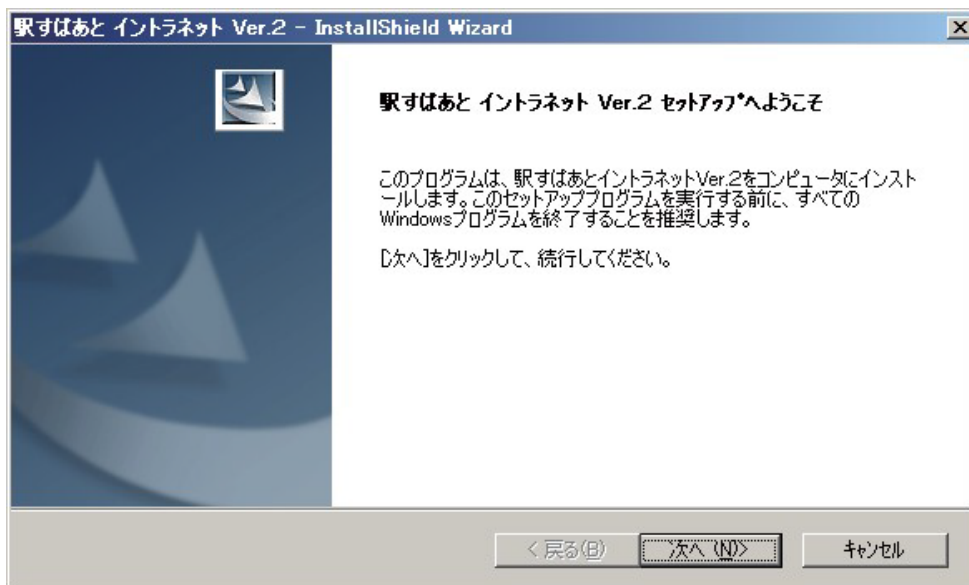 駅すぱあと イントラネット Ver.2 - InstallShield Wizard
駅すぱあと イントラネット Ver.2 ｾｯﾄｱｯﾌﾟへようこそ
このプログラムは、駅すぱあとイントラネットVer.2をコンピュータにインスト
ールします。このセットアッププログラムを実行する前に、すべての
Windowsプログラムを終了することを推奨します。
[次へ]をクリックして、続行してください。
< 戻る(B)
次へ (N)>
キャンセル